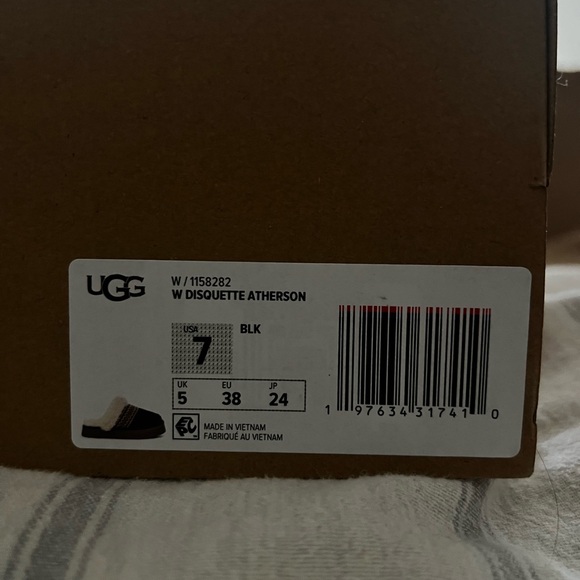 UGG
W / 1158282
W DISQUETTE ATHERSON
USA
7
BLK
UK EU JP
5 38 24
MADE IN VIETNAM
FABRIQUÉ AU VIETNAM
1 97634 31741 0